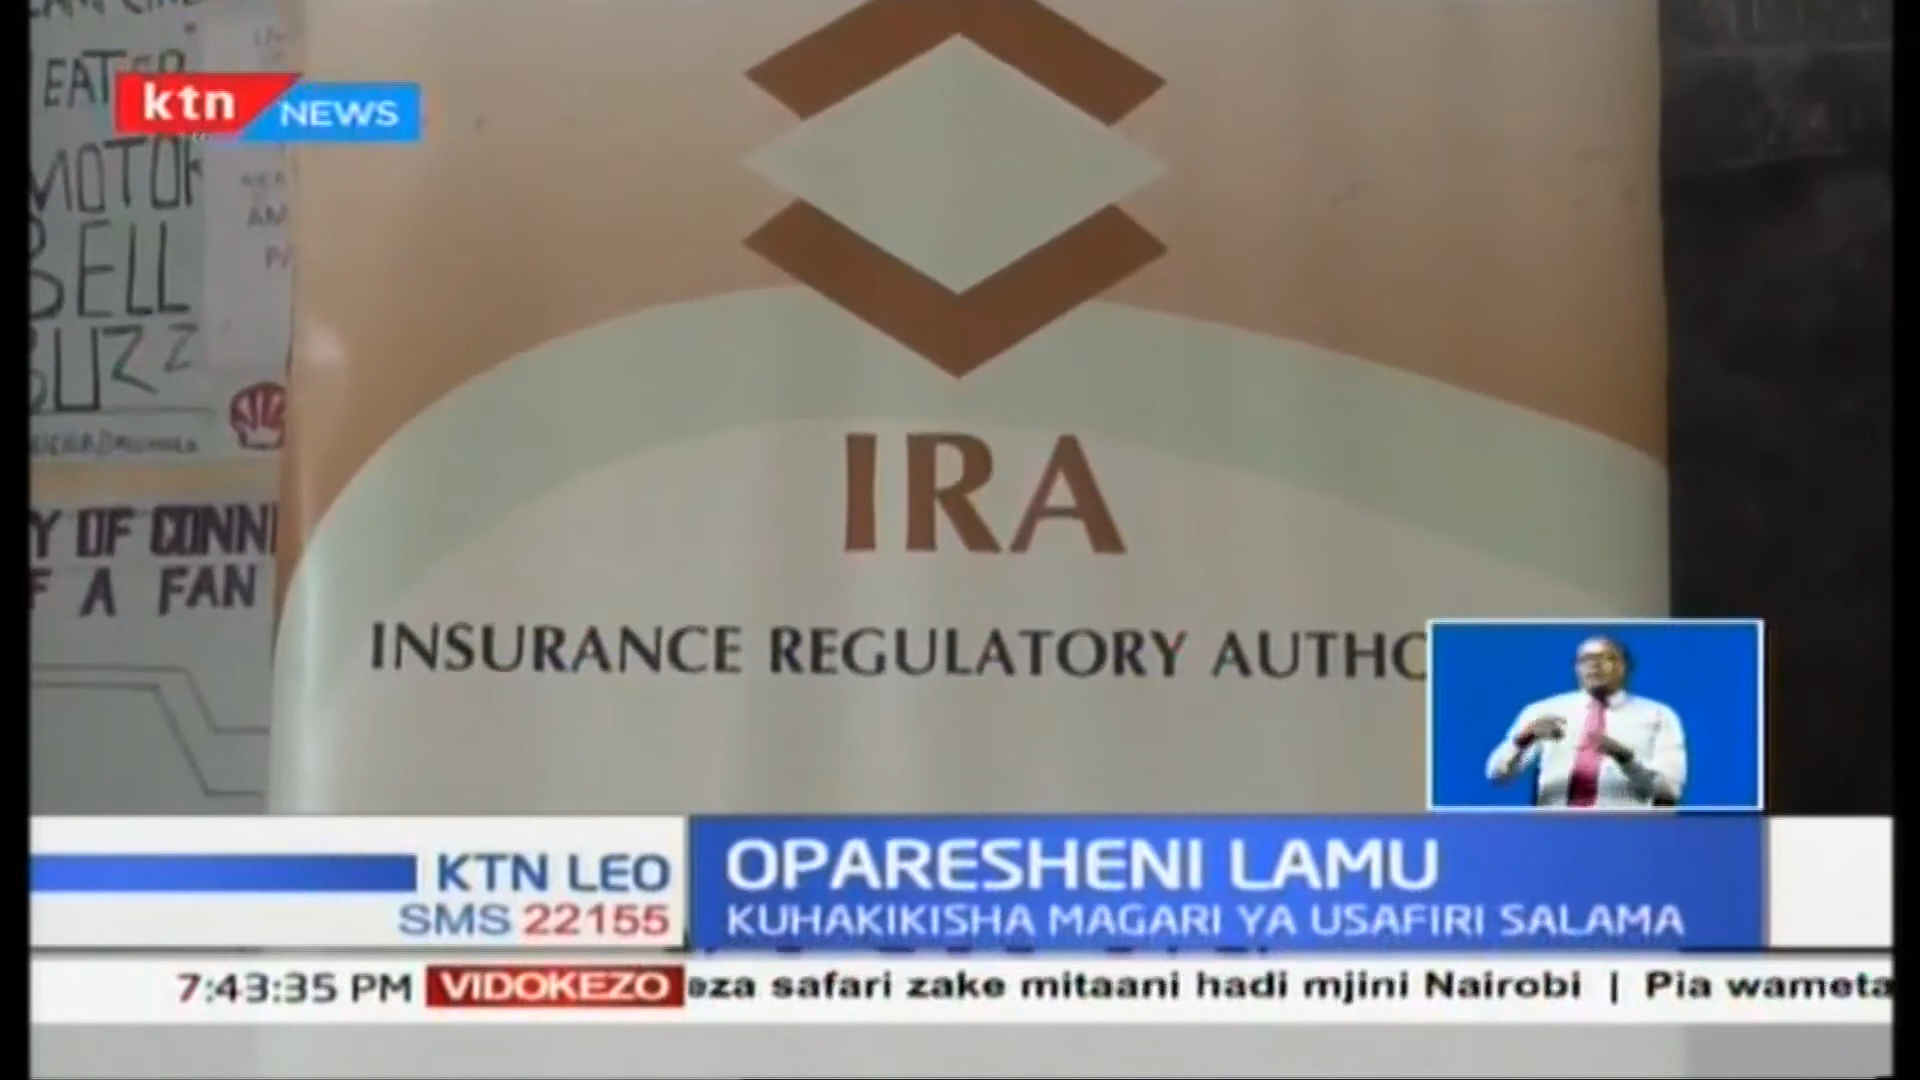 EAT
ktn NEWS
MOTOR
BELL
BUZZ
Y OF CONN
F A FAN
IRA
INSURANCE REGULATORY AUTHO
KTN LEO
SMS 22155
OPARESHENI LAMU
KUHAKIKISHA MAGARI YA USAFIRI SALAMA
7:43:35 PM VIDOKEZO eza safari zake mitaani hadi mjini Nairobi | Pia wameta